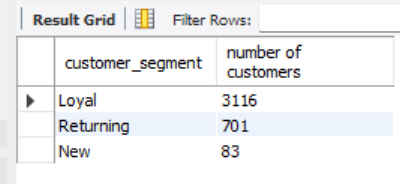 Result Grid Filter Rows:
customer_segment number of
customers
Loyal 3116
Returning 701
New 83